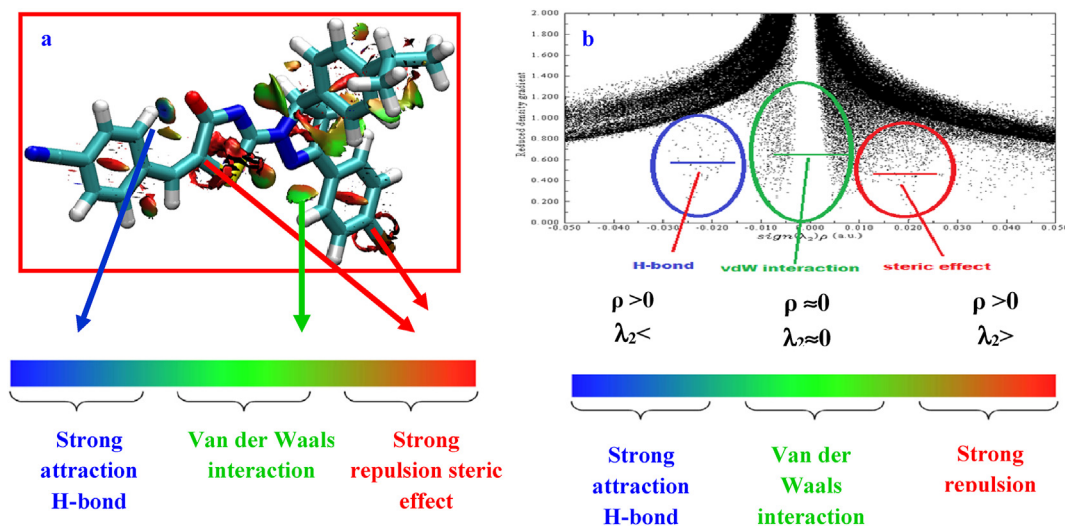 a
Strong
attraction
H-bond
Van der Waals
interaction
Strong
repulsion steric
effect
b
Reduced density gradient
2.000
1.800
1.600
1.400
1.200
1.000
0.800
0.600
0.400
0.200
0.000
-0.050 -0.040 -0.030 -0.020 -0.010 0.000 0.010 0.020 0.030 0.040 0.050
sign(λ₂)ρ (a.u.)
H-bond vdW interaction steric effect
ρ >0 ρ ≈0 ρ >0
λ₂< λ₂≈0 λ₂>
Strong
attraction
H-bond
Van der
Waals
interaction
Strong
repulsion